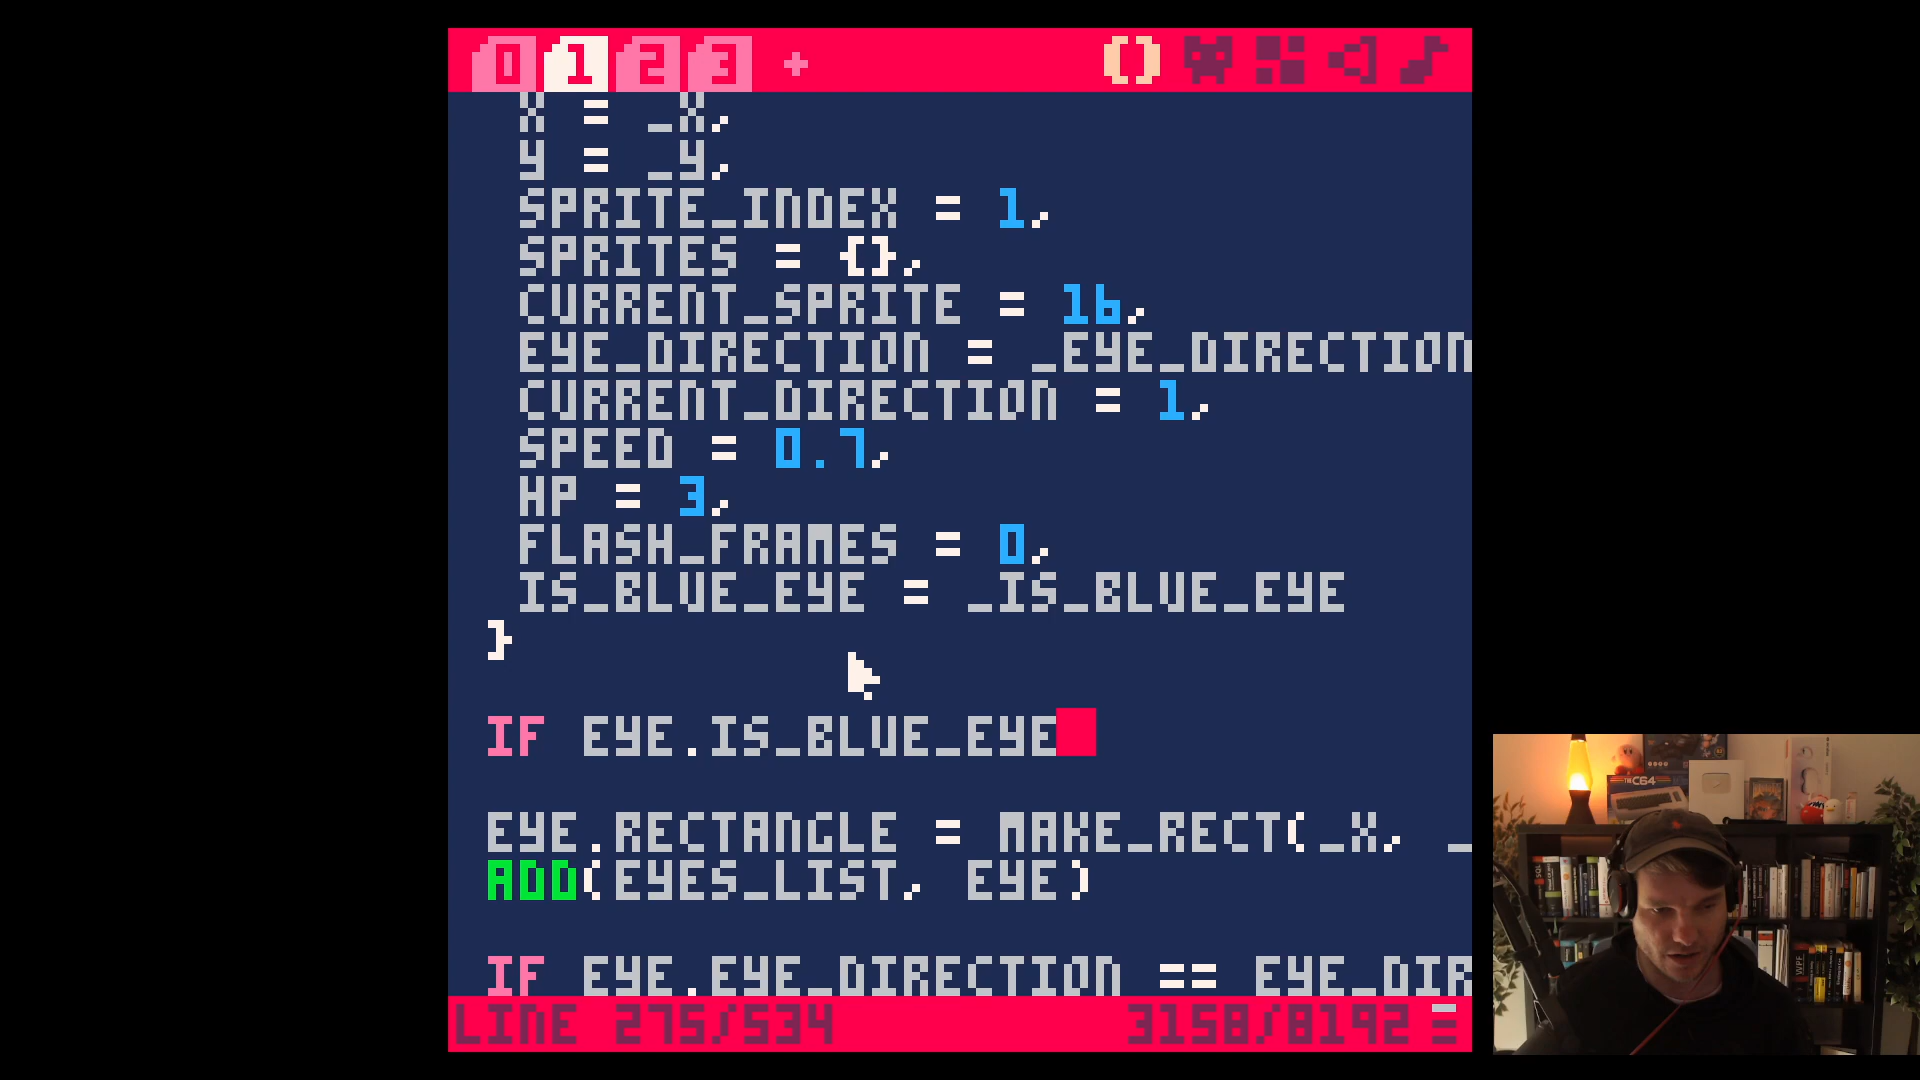 0 1 2 3 +
X = _X,
Y = _Y,
SPRITE_INDEX = 1,
SPRITES = {},
CURRENT_SPRITE = 16,
EYE_DIRECTION = _EYE_DIRECTION
CURRENT_DIRECTION = 1,
SPEED = 0.7,
HP = 3,
FLASH_FRAMES = 0,
IS_BLUE_EYE = _IS_BLUE_EYE
}
IF EYE.IS_BLUE_EYE
EYE.RECTANGLE = MAKE_RECT(_X, _
ADD(EYES_LIST, EYE)
IF EYE.EYE_DIRECTION == EYE_DIR
LINE 275/534
3158/8192
C64
WPF